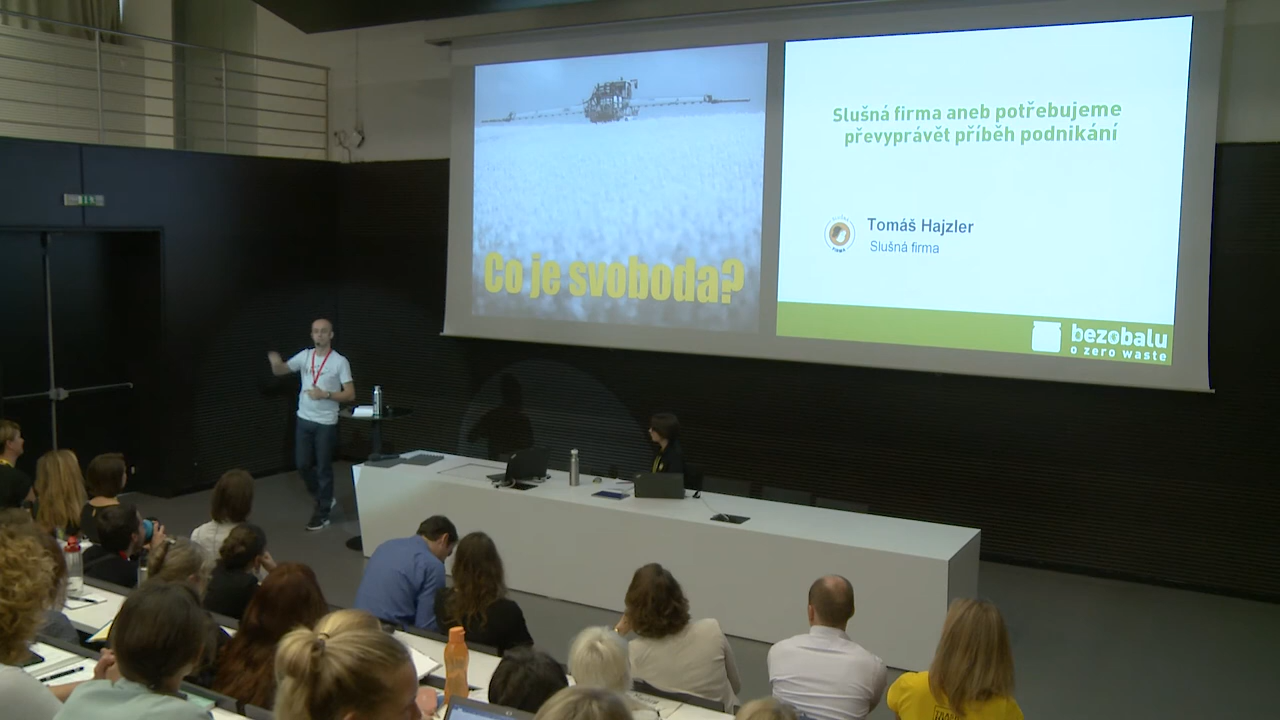 Co je svoboda?
Slušná firma aneb potřebujeme
převyprávět příběh podnikání
Tomáš Hajzler
Slušná firma
bezobalu
o zero waste